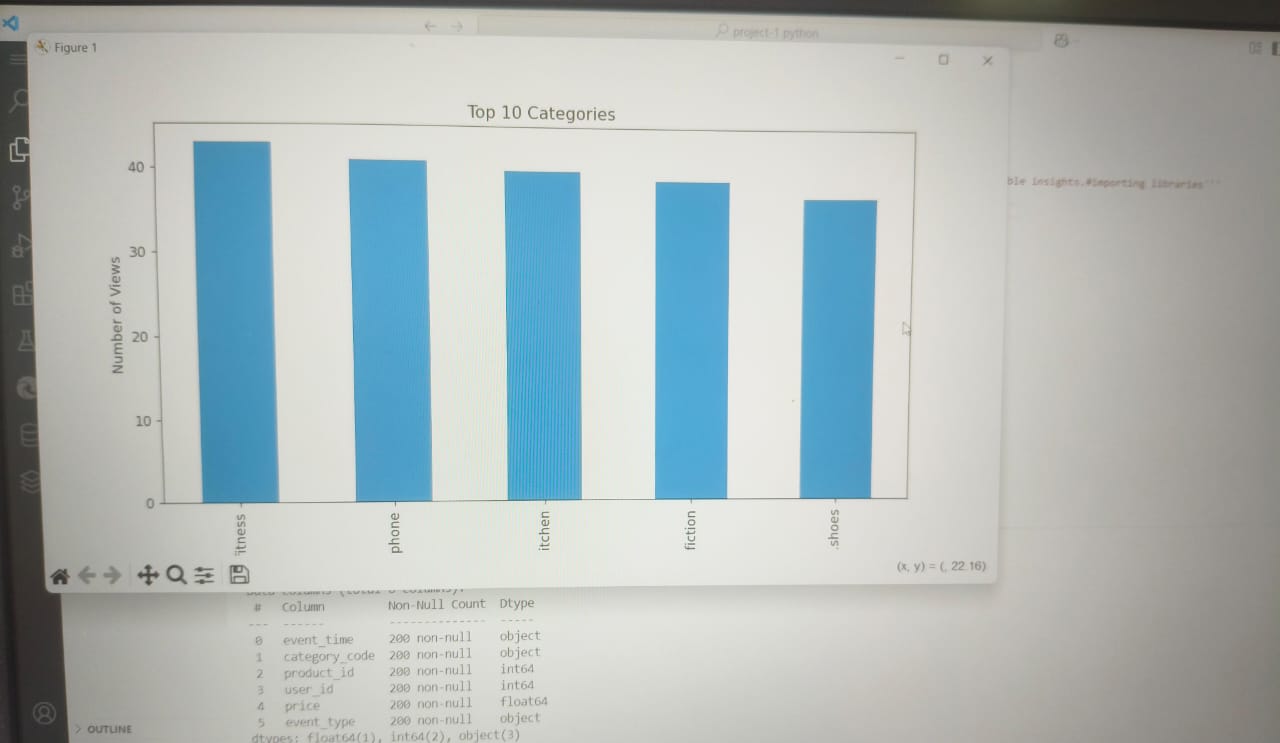 project-1 python
Figure 1
Top 10 Categories
ble insights.#importing libraries'''
Number of Views
40
30
20
10
0
itness
phone
itchen
fiction
.shoes
(x, y) = (, 22.16)
# Column Non-Null Count Dtype
--- ------ -------------- -----
0 event_time 200 non-null object
1 category_code 200 non-null object
2 product_id 200 non-null int64
3 user_id 200 non-null int64
4 price 200 non-null float64
5 event_type 200 non-null object
dtypes: float64(1), int64(2), object(3)
OUTLINE